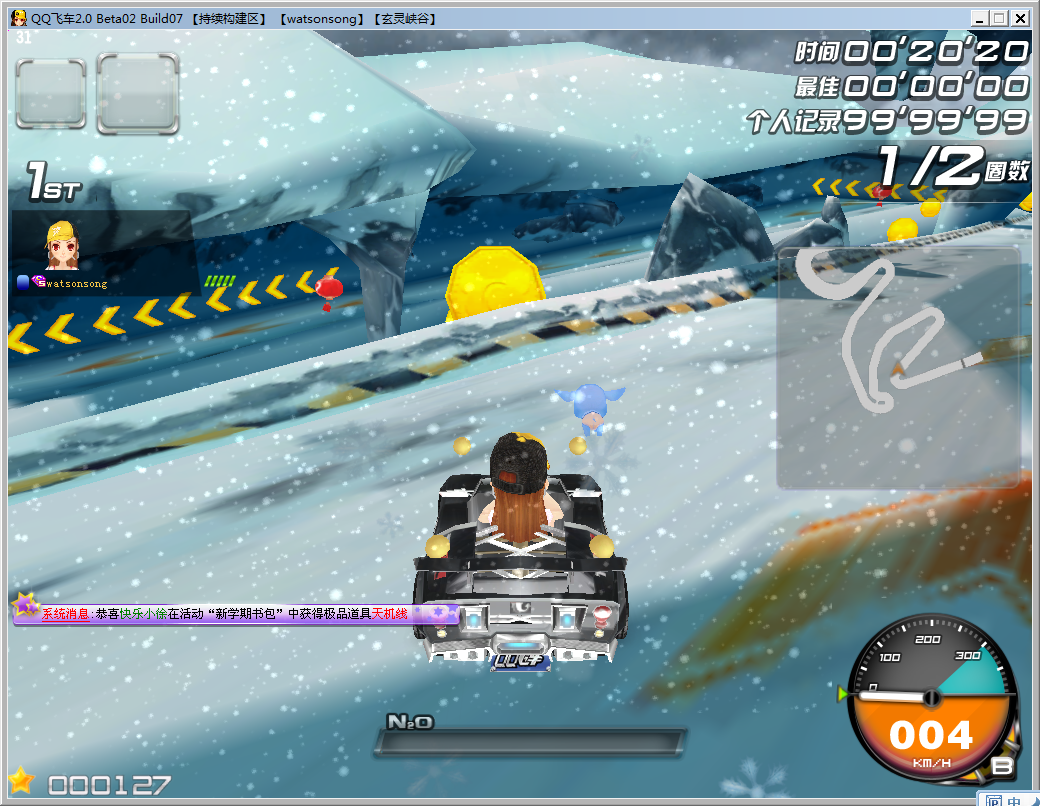 QQ飞车2.0 Beta02 Build07 【持续构建区】 【watsonsong】【玄灵峡谷】
31
时间00'20'20
最佳00'00'00
个人记录99'99'99
1/2圈数
1ST
watsonsong
系统消息:恭喜快乐小徐在活动“新学期书包”中获得极品道具天机线
N₂O
0
100
200
300
004
KM/H
B
000127
中